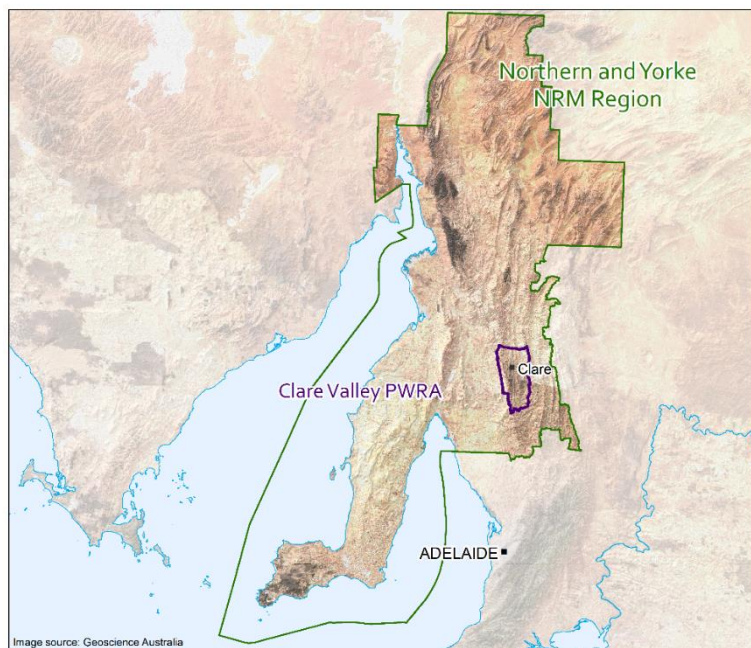 Northern and Yorke
NRM Region
Clare
Clare Valley PWRA
ADELAIDE
Image source: Geoscience Australia